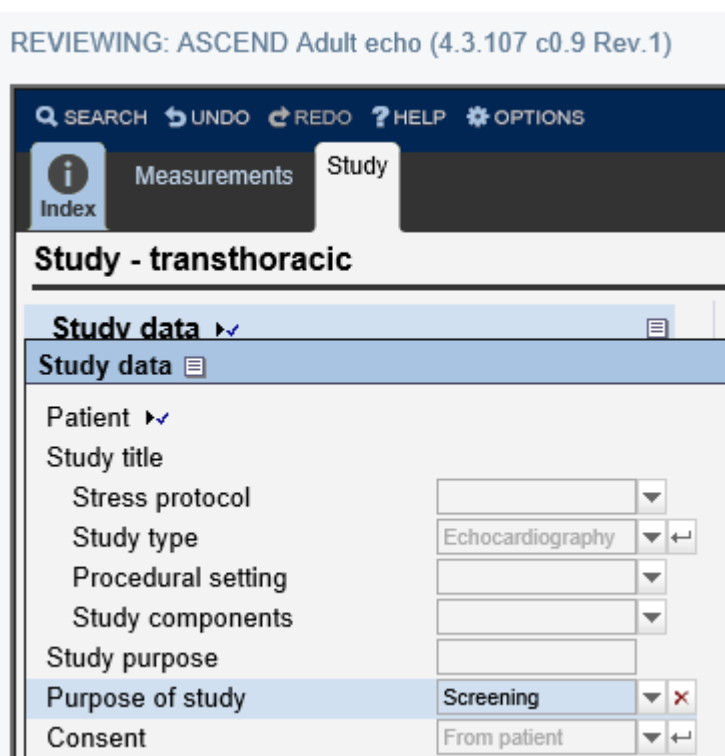 REVIEWING: ASCEND Adult echo (4.3.107 c0.9 Rev.1)
SEARCH UNDO REDO ? HELP OPTIONS
Index Measurements Study
Study - transthoracic
Study data
Study data
Patient
Study title
Stress protocol
Study type Echocardiography
Procedural setting
Study components
Study purpose
Purpose of study Screening
Consent From patient